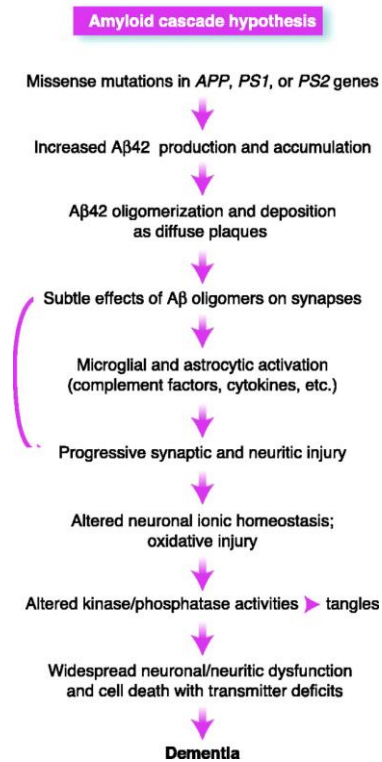 Amyloid cascade hypothesis
Missense mutations in APP, PS1, or PS2 genes
Increased Aβ42 production and accumulation
Aβ42 oligomerization and deposition
as diffuse plaques
Subtle effects of Aβ oligomers on synapses
Microglial and astrocytic activation
(complement factors, cytokines, etc.)
Progressive synaptic and neuritic injury
Altered neuronal ionic homeostasis;
oxidative injury
Altered kinase/phosphatase activities tangles
Widespread neuronal/neuritic dysfunction
and cell death with transmitter deficits
Dementia